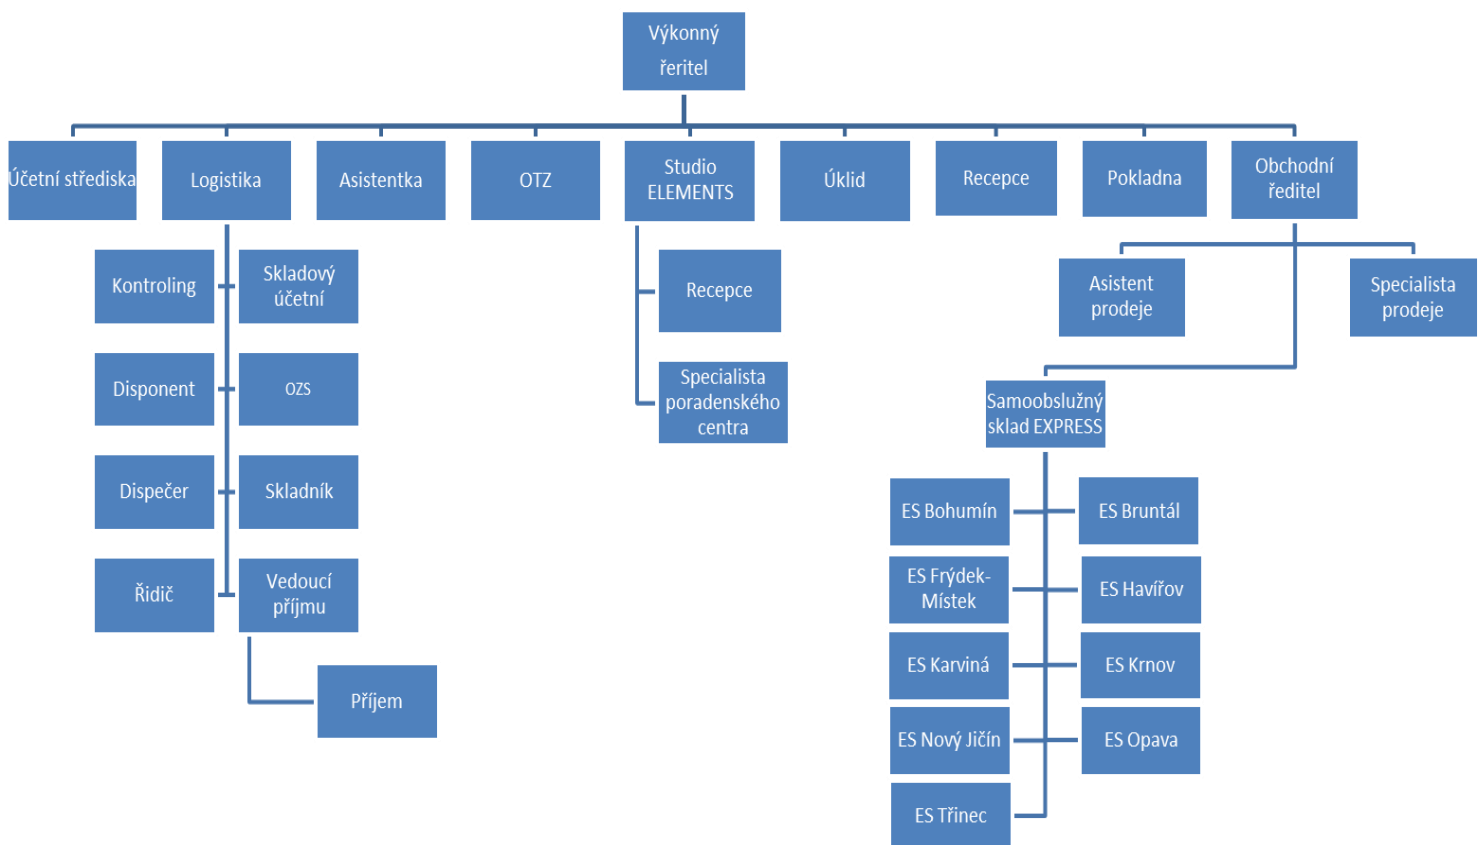 Výkonný
řeritel
Účetní střediska
Logistika
Asistentka
OTZ
Studio
ELEMENTS
Úklid
Recepce
Pokladna
Obchodní
ředitel
Kontroling
Skladový
účetní
Disponent
OZS
Dispečer
Skladník
Řidič
Vedoucí
příjmu
Příjem
Recepce
Specialista
poradenského
centra
Asistent
prodeje
Specialista
prodeje
Samoobslužný
sklad EXPRESS
ES Bohumín
ES Bruntál
ES Frýdek-
Místek
ES Havířov
ES Karviná
ES Krnov
ES Nový Jičín
ES Opava
ES Třinec